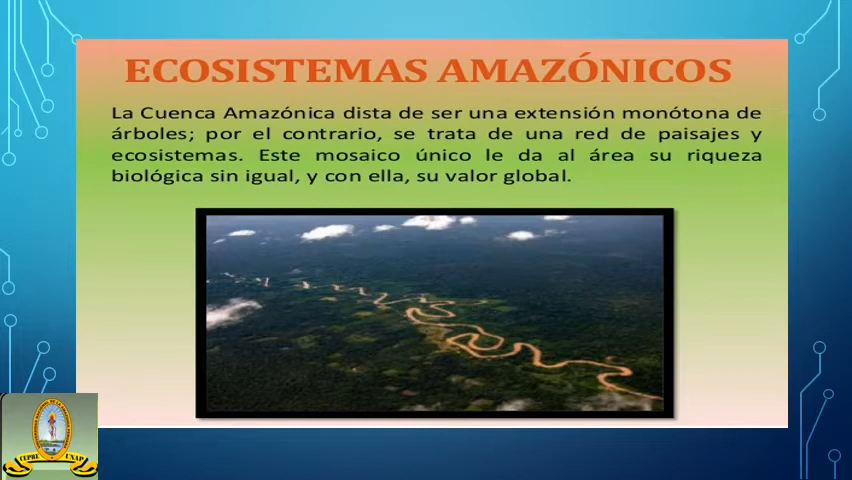 ECOSISTEMAS AMAZÓNICOS
La Cuenca Amazónica dista de ser una extensión monótona de
árboles; por el contrario, se trata de una red de paisajes y
ecosistemas. Este mosaico único le da al área su riqueza
biológica sin igual, y con ella, su valor global.
CEPRE UNAP